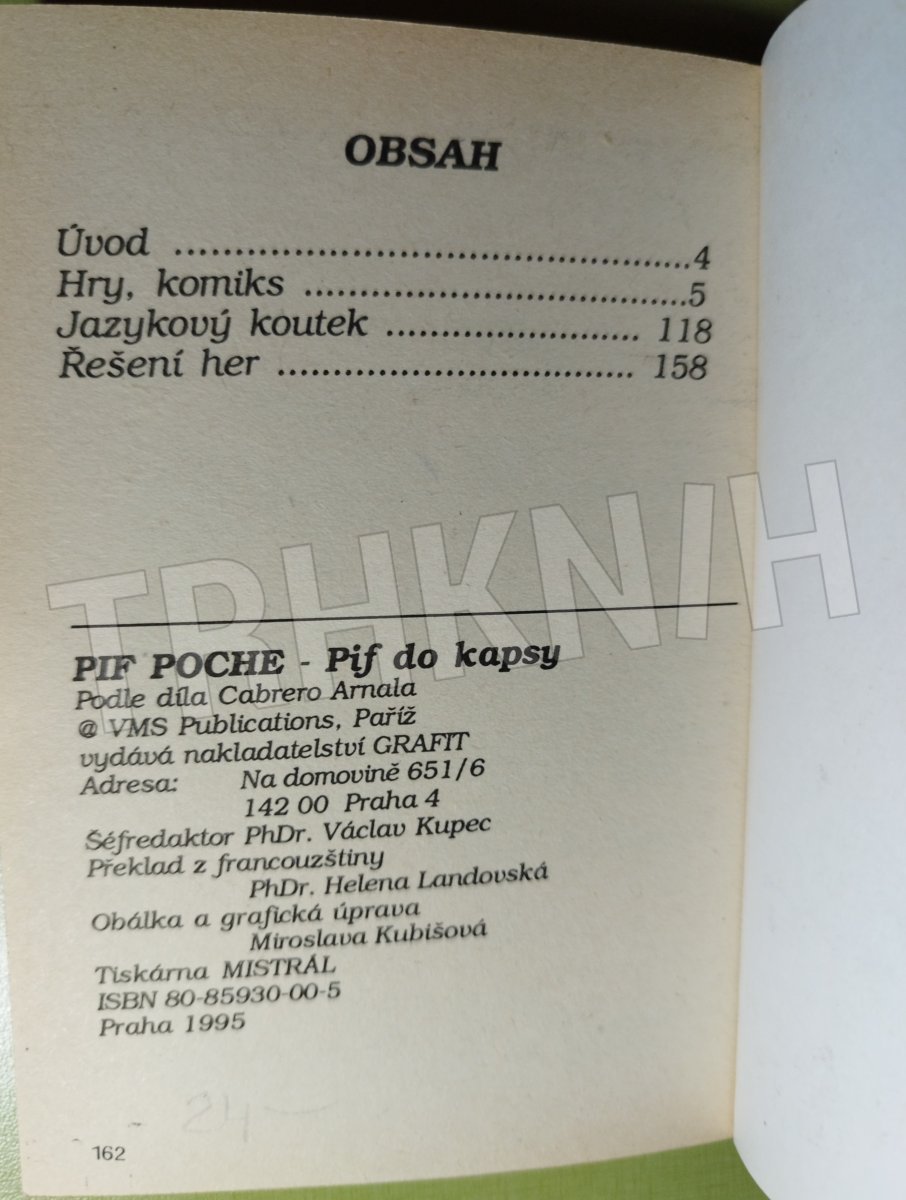 OBSAH
Úvod ................................................4
Hry, komiks .....................................5
Jazykový koutek ........................ 118
Řešení her ................................. 158
TRHKNIH
PIF POCHE - Pif do kapsy
Podle díla Cabrero Arnala
@ VMS Publications, Paříž
vydává nakladatelství GRAFIT
Adresa: Na domovině 651/6
142 00 Praha 4
Šéfredaktor PhDr. Václav Kupec
Překlad z francouzštiny
PhDr. Helena Landovská
Obálka a grafická úprava
Miroslava Kubišová
Tiskárna MISTRÁL
ISBN 80-85930-00-5
Praha 1995
24-
162